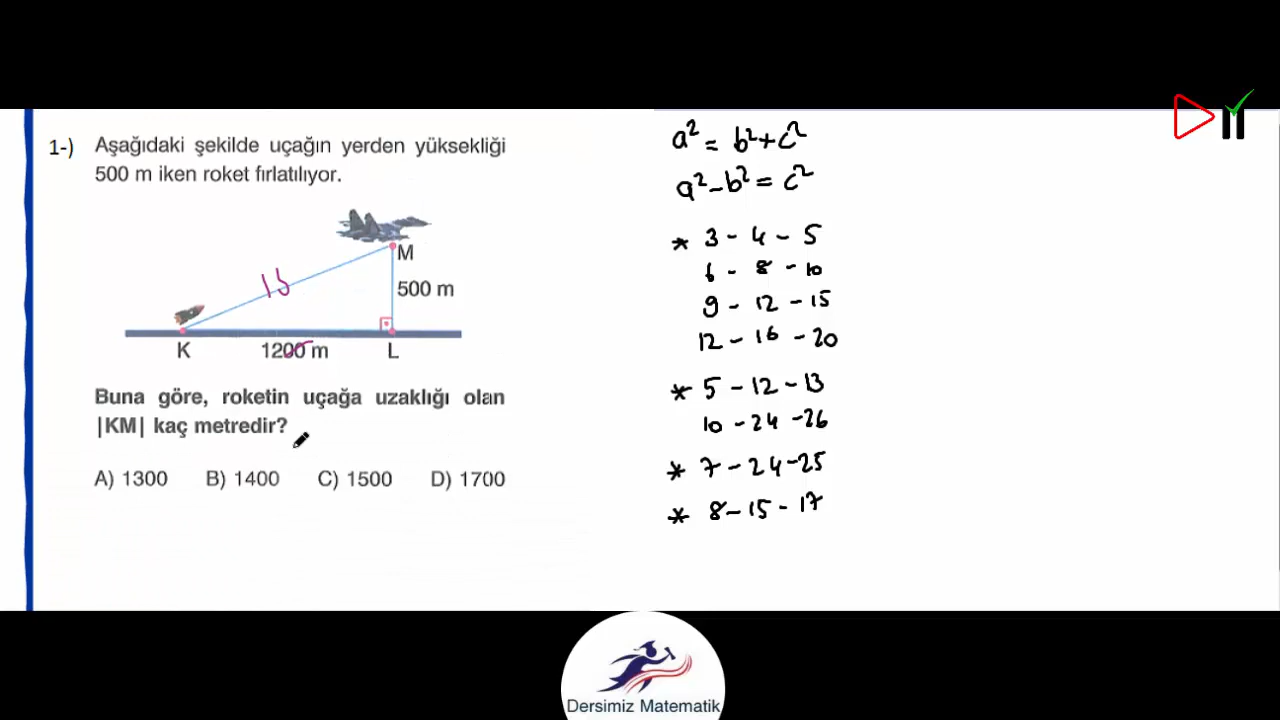 1-) Aşağıdaki şekilde uçağın yerden yüksekliği
500 m iken roket fırlatılıyor.
M
500 m
K
1200 m
L
Buna göre, roketin uçağa uzaklığı olan
|KM| kaç metredir?
A) 1300 B) 1400 C) 1500 D) 1700
a² = b² + c²
a² - b² = c²
* 3 - 4 - 5
6 - 8 - 10
9 - 12 - 15
12 - 16 - 20
* 5 - 12 - 13
10 - 24 - 26
* 7 - 24 - 25
* 8 - 15 - 17
Dersimiz Matematik